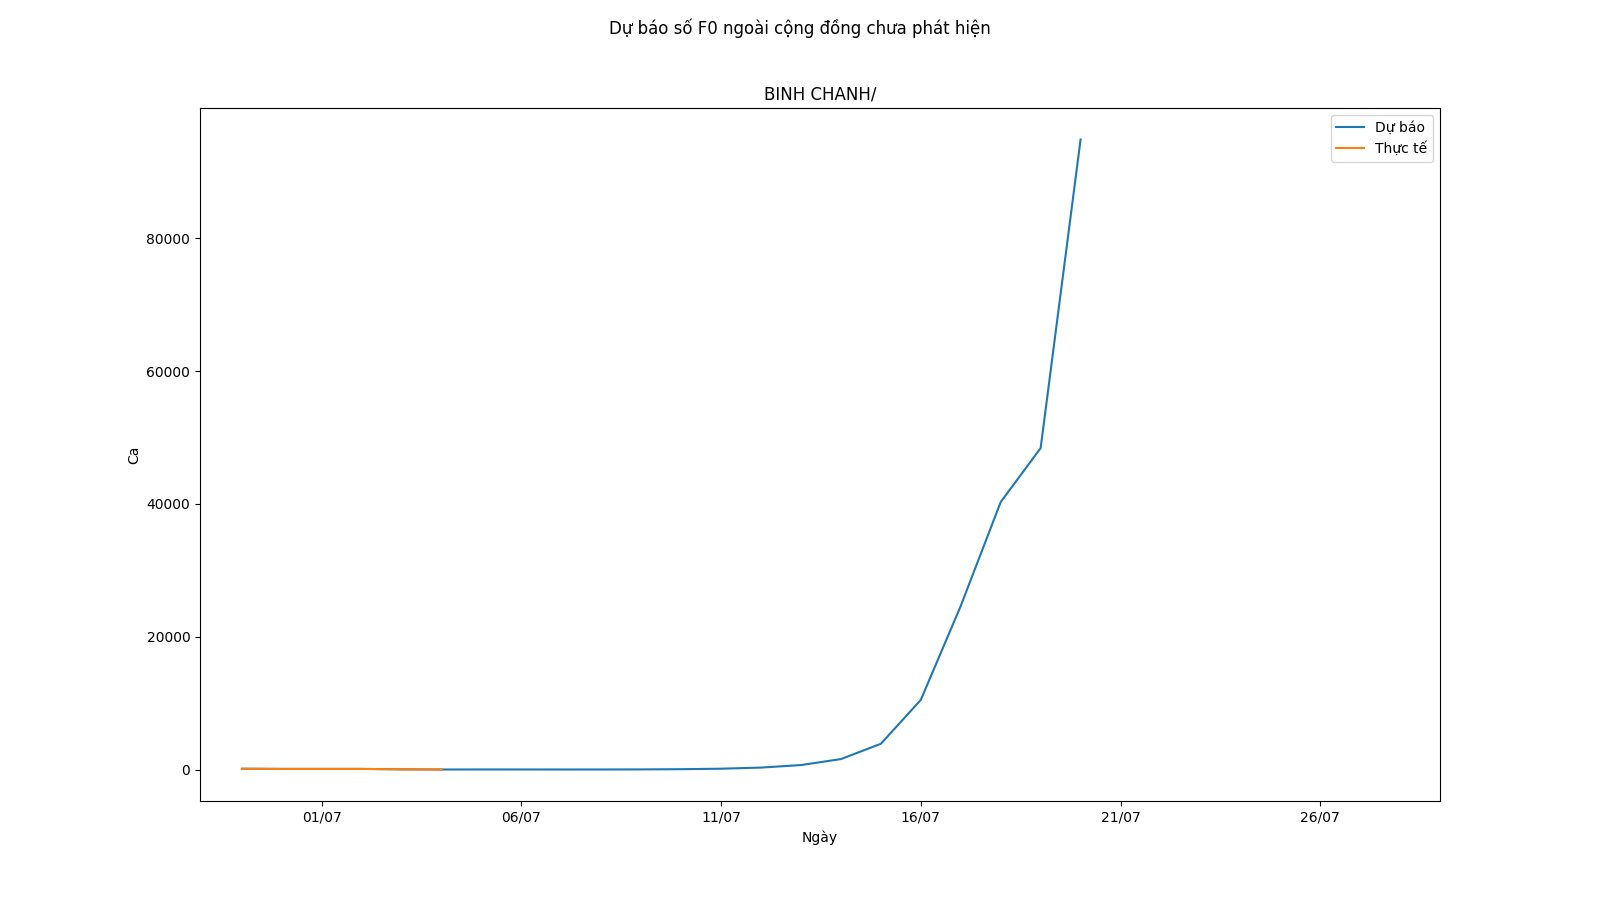 Dự báo số F0 ngoài cộng đồng chưa phát hiện
BINH CHANH/
Dự báo
Thực tế
80000
60000
40000
20000
0
Ca
01/07
06/07
11/07
16/07
21/07
26/07
Ngày